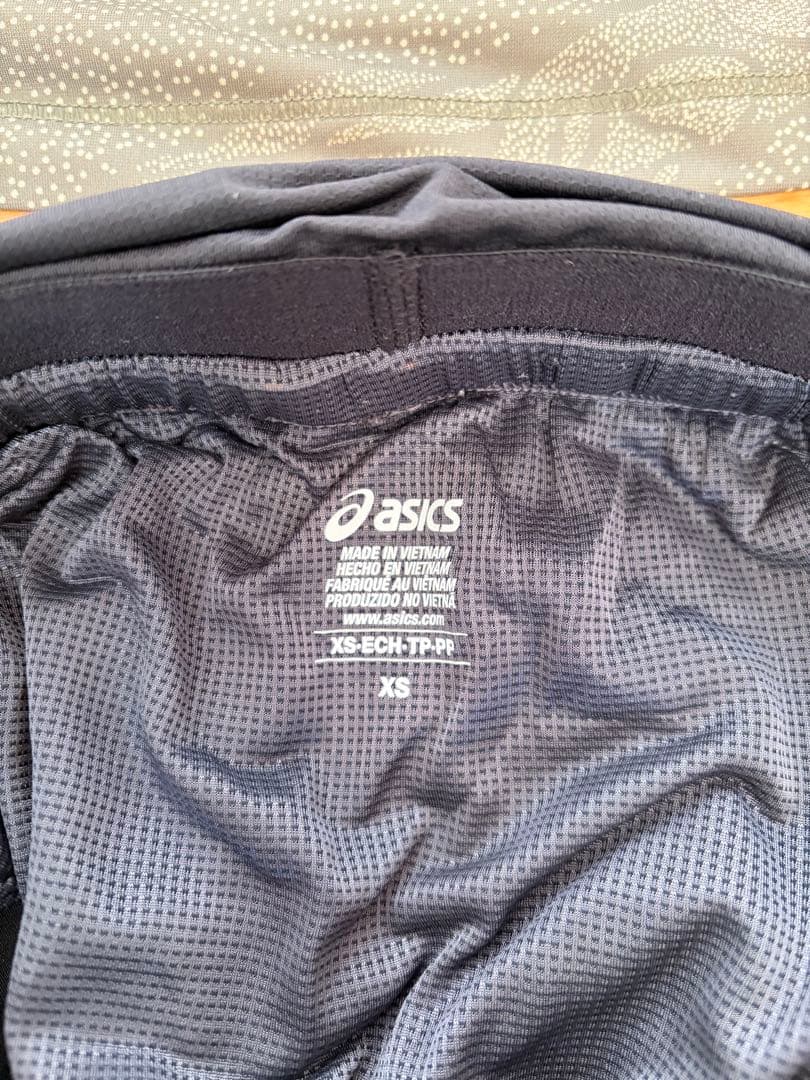 asics
MADE IN VIETNAM
HECHO EN VIETNAM
FABRIQUÉ AU VIÊTNAM
PRODUZIDO NO VIETNÃ
www.asics.com
XS·ECH·TP·PP
XS